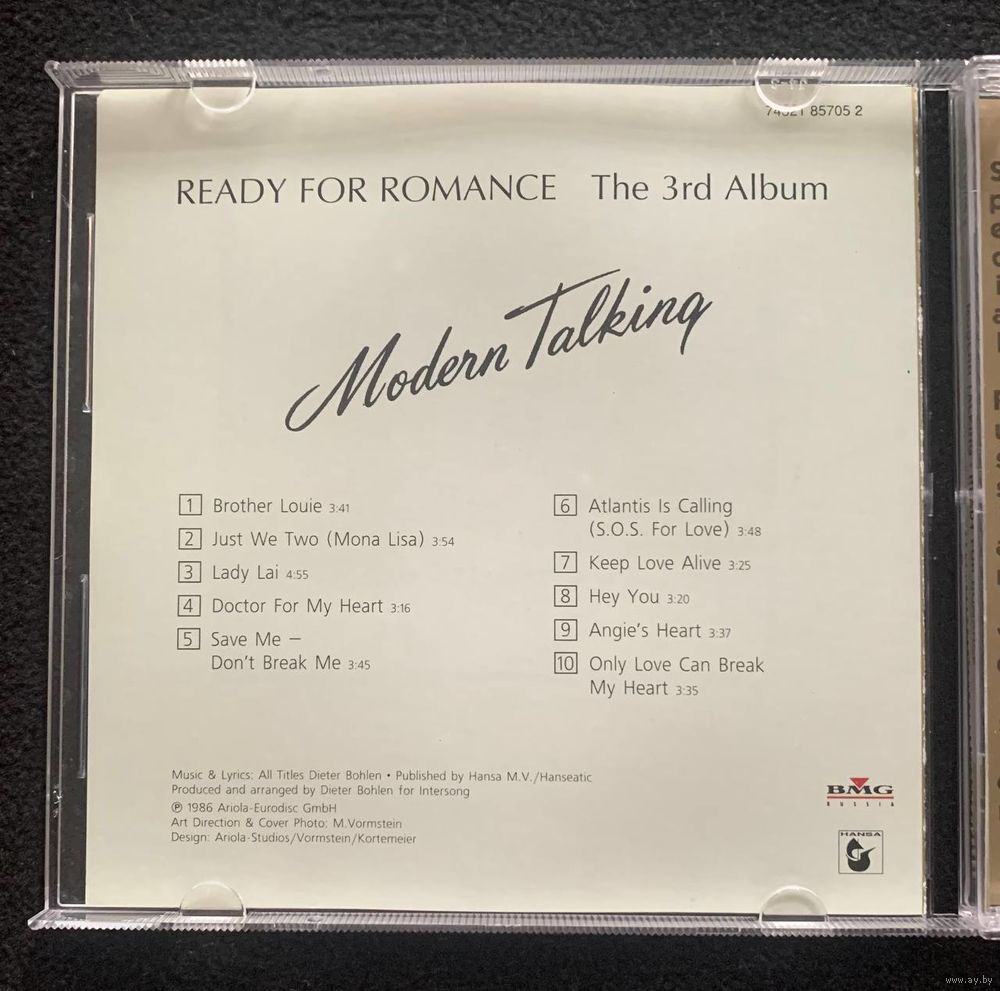 85705 2
READY FOR ROMANCE The 3rd Album
Modern Talking
1 Brother Louie 3:41
2 Just We Two (Mona Lisa) 3:54
3 Lady Lai 4:55
4 Doctor For My Heart 3:16
5 Save Me –
Don't Break Me 3:45
6 Atlantis Is Calling
(S.O.S. For Love) 3:48
7 Keep Love Alive 3:25
8 Hey You 3:20
9 Angie's Heart 3:37
10 Only Love Can Break
My Heart 3:35
Music & Lyrics: All Titles Dieter Bohlen • Published by Hansa M.V./Hanseatic
Produced and arranged by Dieter Bohlen for Intersong
℗ 1986 Ariola-Eurodisc GmbH
Art Direction & Cover Photo: M.Vormstein
Design: Ariola-Studios/Vormstein/Kortemeier
BMG
RUSSIA
HANSA
www.ay.by